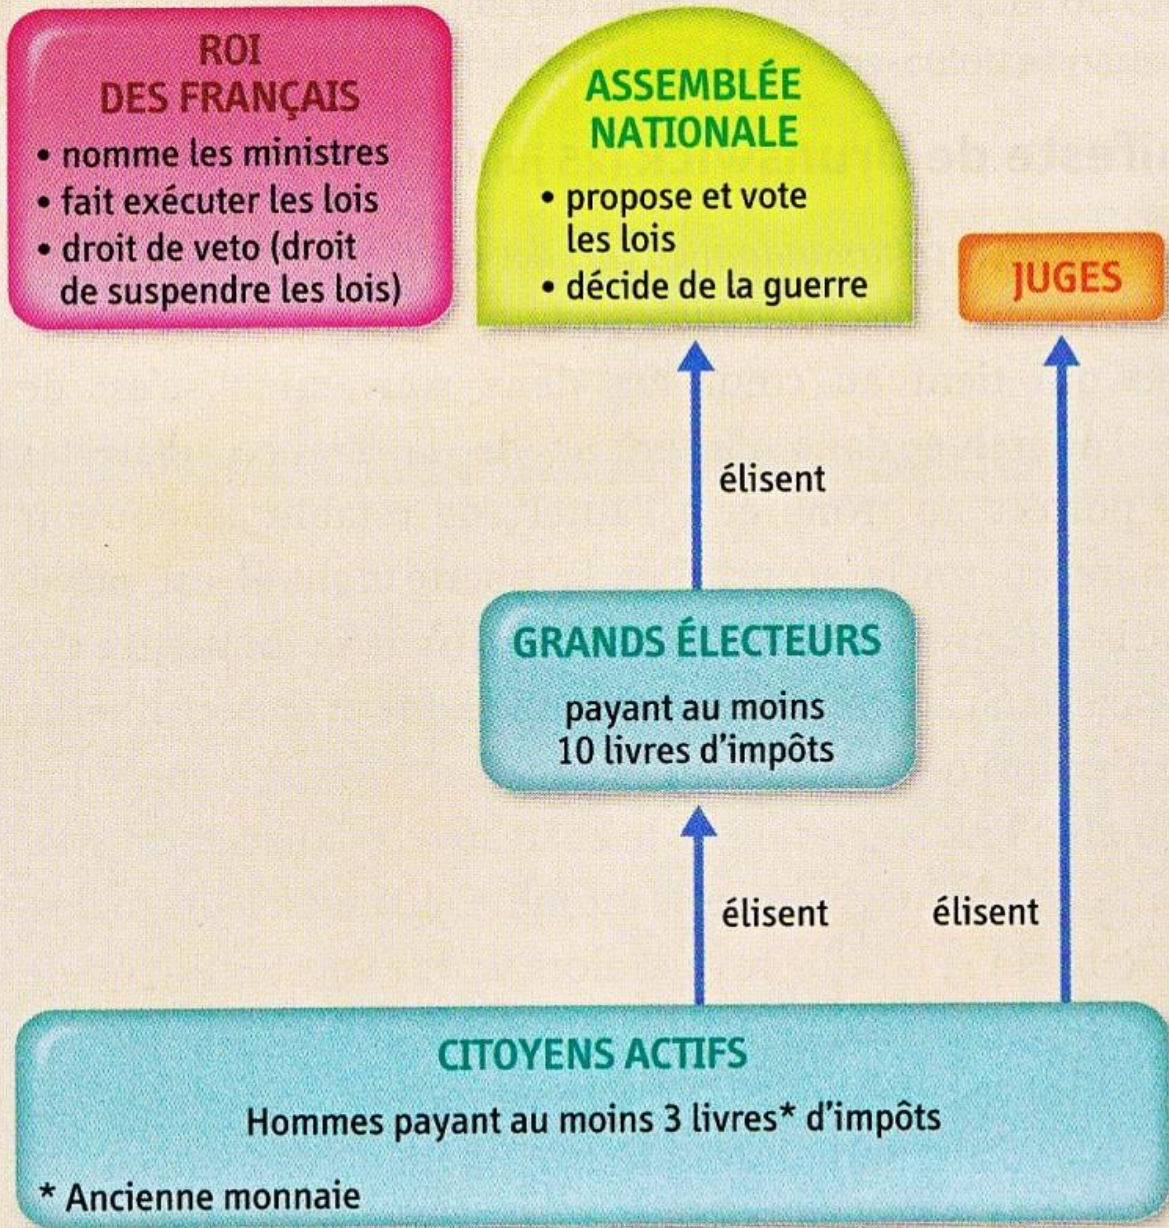 ROI
DES FRANÇAIS
• nomme les ministres
• fait exécuter les lois
• droit de veto (droit
de suspendre les lois)
ASSEMBLÉE
NATIONALE
• propose et vote
les lois
• décide de la guerre
JUGES
élisent
GRANDS ÉLECTEURS
payant au moins
10 livres d'impôts
élisent
élisent
CITOYENS ACTIFS
Hommes payant au moins 3 livres* d'impôts
* Ancienne monnaie